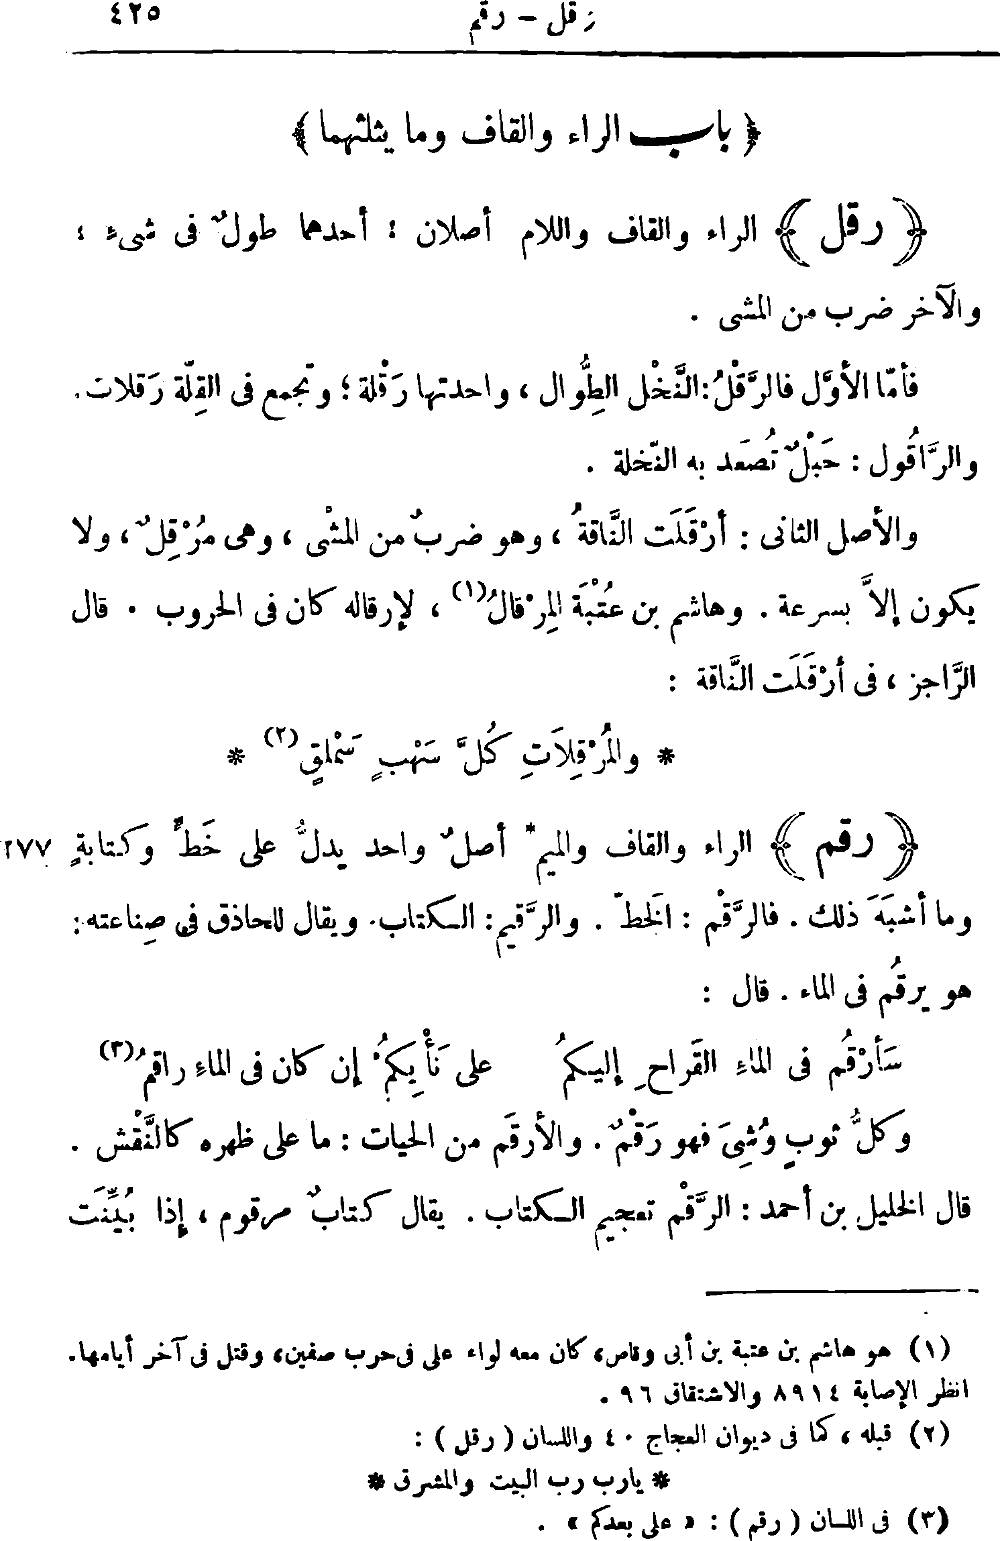 زقل – رقم ٤٢٥
﴿ باب الراء والقاف وما يثلثهما ﴾
﴿ رقل ﴾ الراء والقاف واللام أصلان : أحدهما طولٌ فى شىءٍ ؛
والآخر ضرب من المشى .
فأمّا الأوَّل فالرَّقْلُ: النَّخْل الطِّوُال ، واحدتها رَقْلة ؛ وتجمع فى القِلّة رَقلات.
والرَّاقُول : حَبْلٌ تُصعَد به النّخلة .
والأصل الثانى : أرْقَلَت النَّاقةُ ، وهو ضربٌ من المشْى ، وهى مُرْقِلٌ ، ولا
يكون إلاَّ بسرعة . وهاشم بن عُتْبَة المِرْقالُ(١) ، لإرقاله كان فى الحروب . قال
الرَّاجز ، فى أرْقَلَت النَّاقة :
* والمُرْقِلاَتِ كُلَّ سَهْبٍ سَمْلقٍ(٢) *
﴿ رقم ﴾ الراء والقاف والميم* أصلٌ واحد يدلُّ على خَطٍّ وكتابةٍ ٢٧٧
وما أشبَهَ ذلك . فالرَّقْم : الخطّ . والرَّقيم : الكتاب. ويقال للحاذق فى صِناعته:
هو يرقُم فى الماء . قال :
سَأَرْقُم فى الماءِ القَراحِ إليكمُ على نَأْيِكمُ إن كان فى الماءِ راقمُ(٣)
وكلُّ ثوبٍ وُشِىَ فهو رَقْمٌ . والأرقَم من الحيات : ما على ظهره كالنَّقْش .
قال الخليل بن أحمد : الرَّقْم تعجيم الكتاب . يقال كتابٌ مرقوم ، إذا بُيِّنَت
(١) هو هاشم بن عتبة بن أبى وقاص، كان معه لواء على فى حرب صفين، وقتل فى آخر أيامها.
انظر الإصابة ٨٩١٤ والاشتقاق ٩٦ .
(٢) قبله ، كما فى ديوان العجاج ٤٠ واللسان ( رقل ) :
* يارب رب البيت والمشرق *
(٣) فى اللسان ( رقم ) : « على بعدكم » .